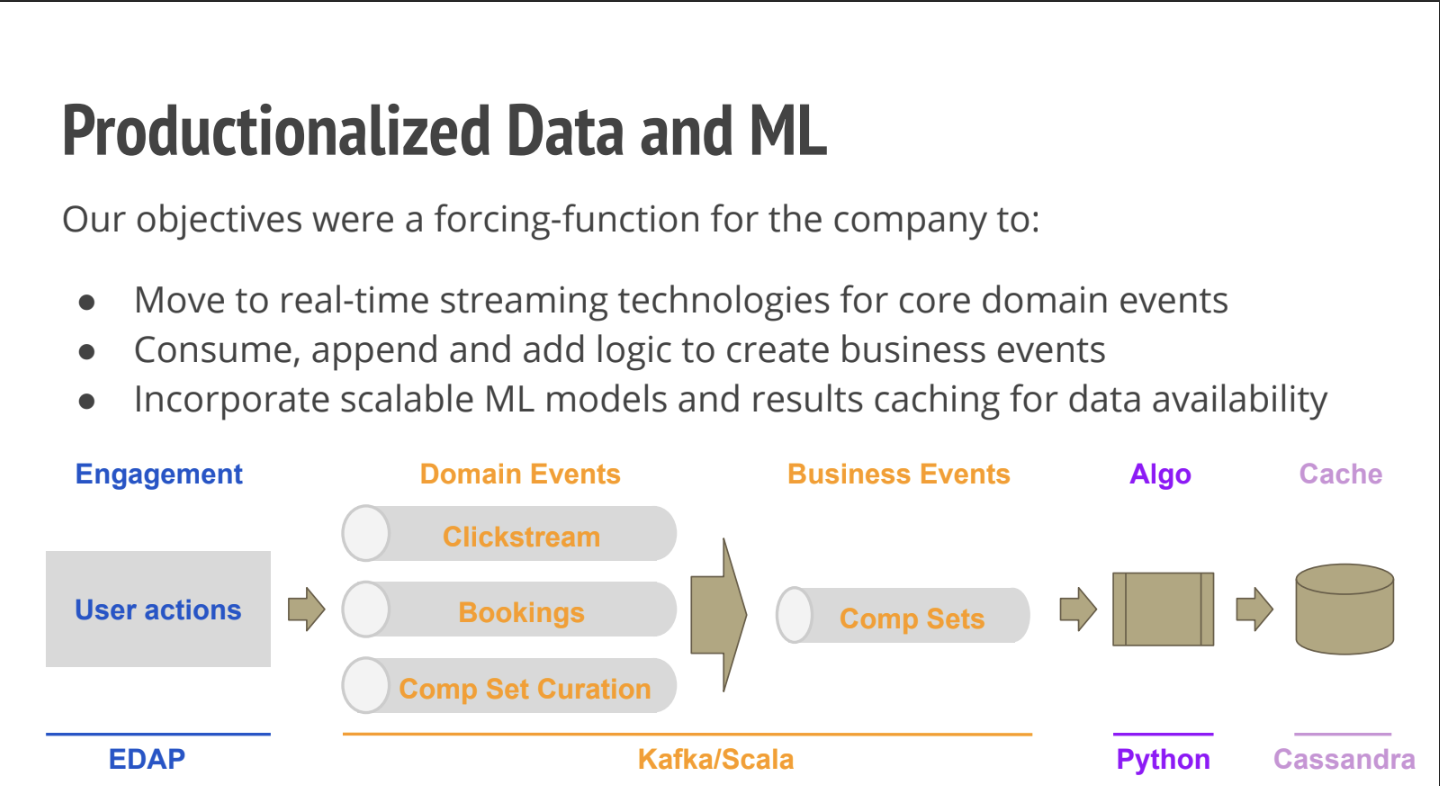 Productionalized Data and ML
Our objectives were a forcing-function for the company to:
● Move to real-time streaming technologies for core domain events
● Consume, append and add logic to create business events
● Incorporate scalable ML models and results caching for data availability
Engagement Domain Events Business Events Algo Cache
Clickstream
User actions Bookings Comp Sets
Comp Set Curation
EDAP Kafka/Scala Python Cassandra